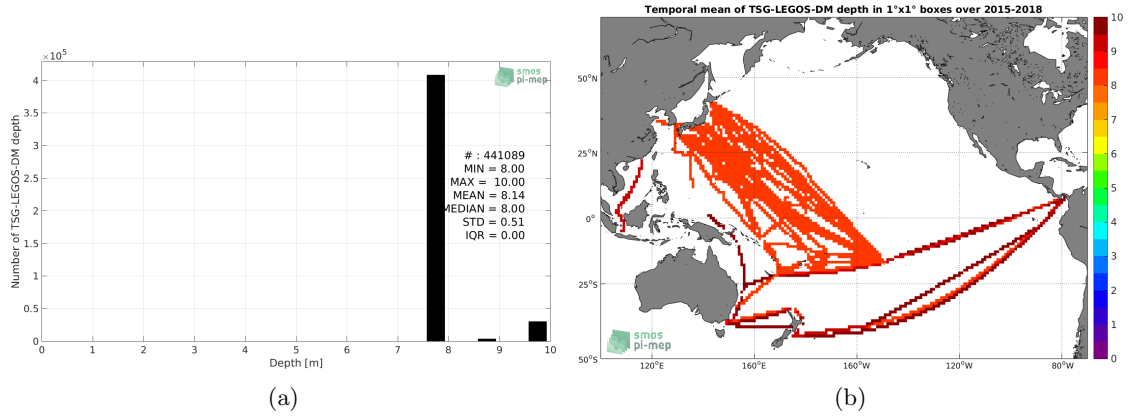 ×10⁵
4
3.5
3
2.5
2
1.5
1
0.5
0
Number of TSG-LEGOS-DM depth
0 1 2 3 4 5 6 7 8 9 10
Depth [m]
smos
pi-mep
# : 441089
MIN = 8.00
MAX = 10.00
MEAN = 8.14
MEDIAN = 8.00
STD = 0.51
IQR = 0.00
(a)
Temporal mean of TSG-LEGOS-DM depth in 1°x1° boxes over 2015-2018
50°N
25°N
0°
25°S
50°S
120°E 160°E 160°W 120°W 80°W
smos
pi-mep
10
9
8
7
6
5
4
3
2
1
0
(b)